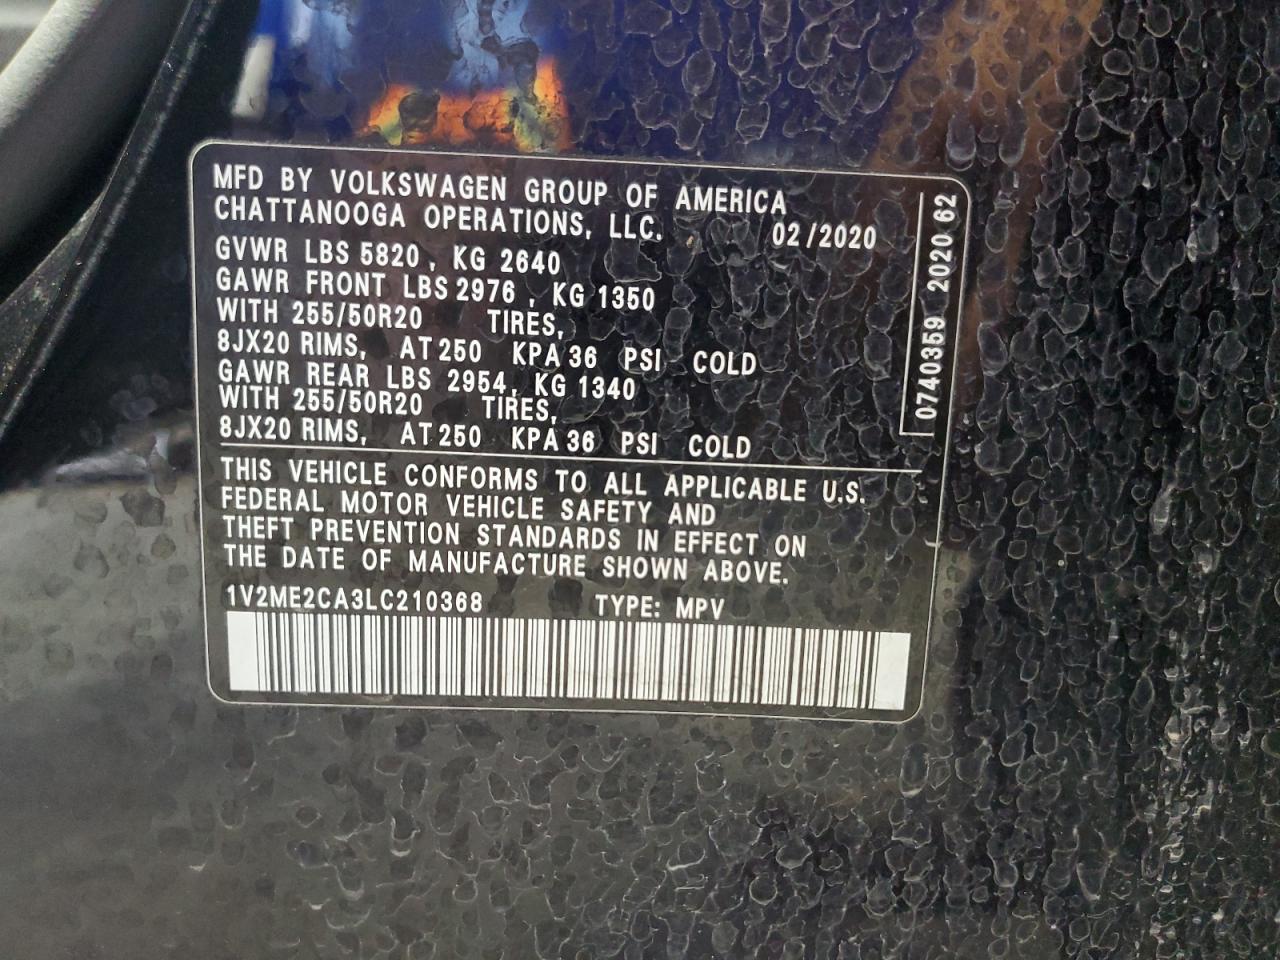 MFD BY VOLKSWAGEN GROUP OF AMERICA
CHATTANOOGA OPERATIONS, LLC. 02/2020
GVWR LBS 5820, KG 2640
GAWR FRONT LBS 2976, KG 1350
WITH 255/50R20 TIRES,
8JX20 RIMS, AT 250 KPA 36 PSI COLD
GAWR REAR LBS 2954, KG 1340
WITH 255/50R20 TIRES,
8JX20 RIMS, AT 250 KPA 36 PSI COLD
THIS VEHICLE CONFORMS TO ALL APPLICABLE U.S.
FEDERAL MOTOR VEHICLE SAFETY AND
THEFT PREVENTION STANDARDS IN EFFECT ON
THE DATE OF MANUFACTURE SHOWN ABOVE.
1V2ME2CA3LC210368 TYPE: MPV
0740359 2020 62